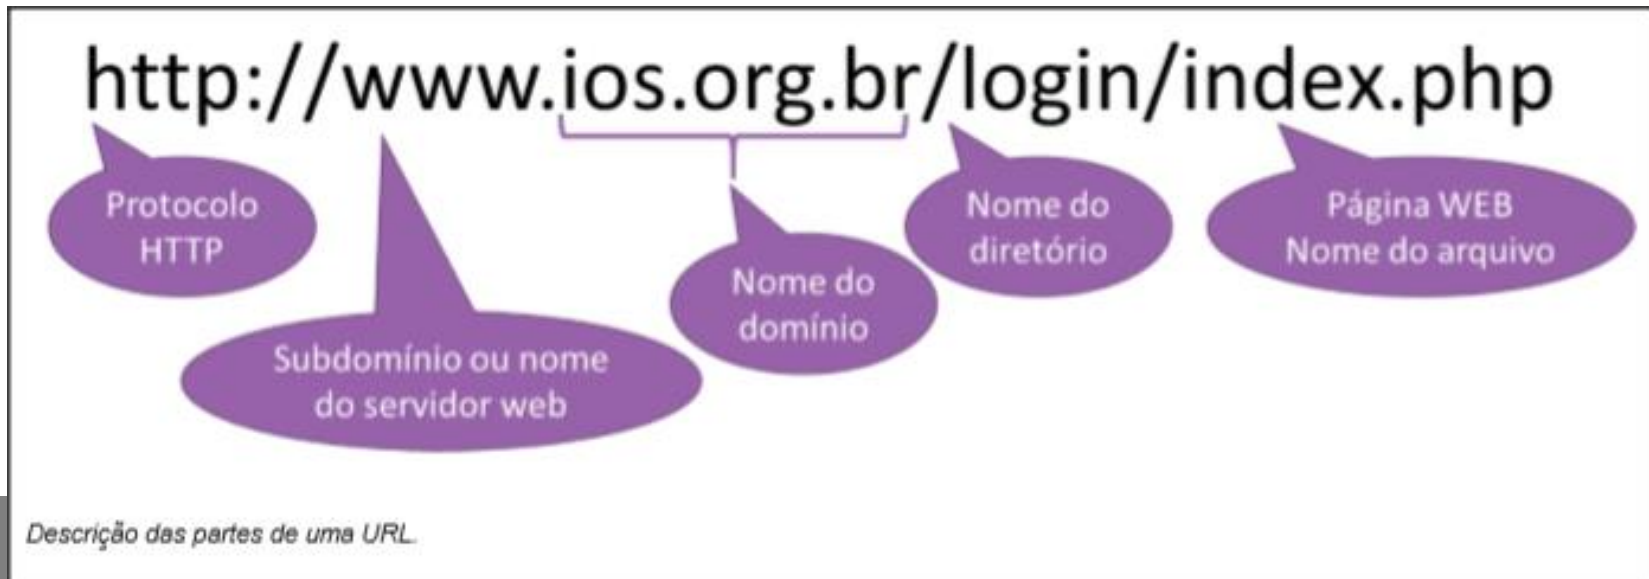 http://www.ios.org.br/login/index.php
Protocolo
HTTP
Subdomínio ou nome
do servidor web
Nome do
domínio
Nome do
diretório
Página WEB
Nome do arquivo
Descrição das partes de uma URL.